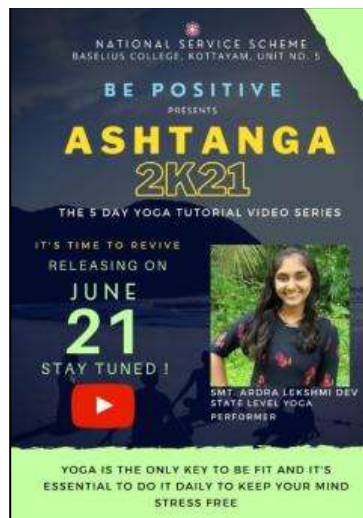 NATIONAL SERVICE SCHEME
BASELIUS COLLEGE, KOTTAYAM, UNIT NO. 5
BE POSITIVE
PRESENTS
ASHTANGA
2K21
THE 5 DAY YOGA TUTORIAL VIDEO SERIES
IT'S TIME TO REVIVE
RELEASING ON
JUNE
21
STAY TUNED !
SMT. ARDRA LEKSHMI DEV
STATE LEVEL YOGA
PERFORMER
YOGA IS THE ONLY KEY TO BE FIT AND IT'S
ESSENTIAL TO DO IT DAILY TO KEEP YOUR MIND
STRESS FREE